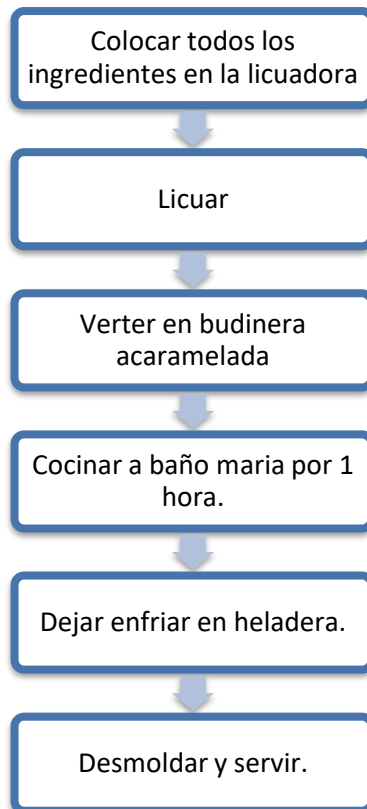 Colocar todos los
ingredientes en la licuadora
Licuar
Verter en budinera
acaramelada
Cocinar a baño maria por 1
hora.
Dejar enfriar en heladera.
Desmoldar y servir.